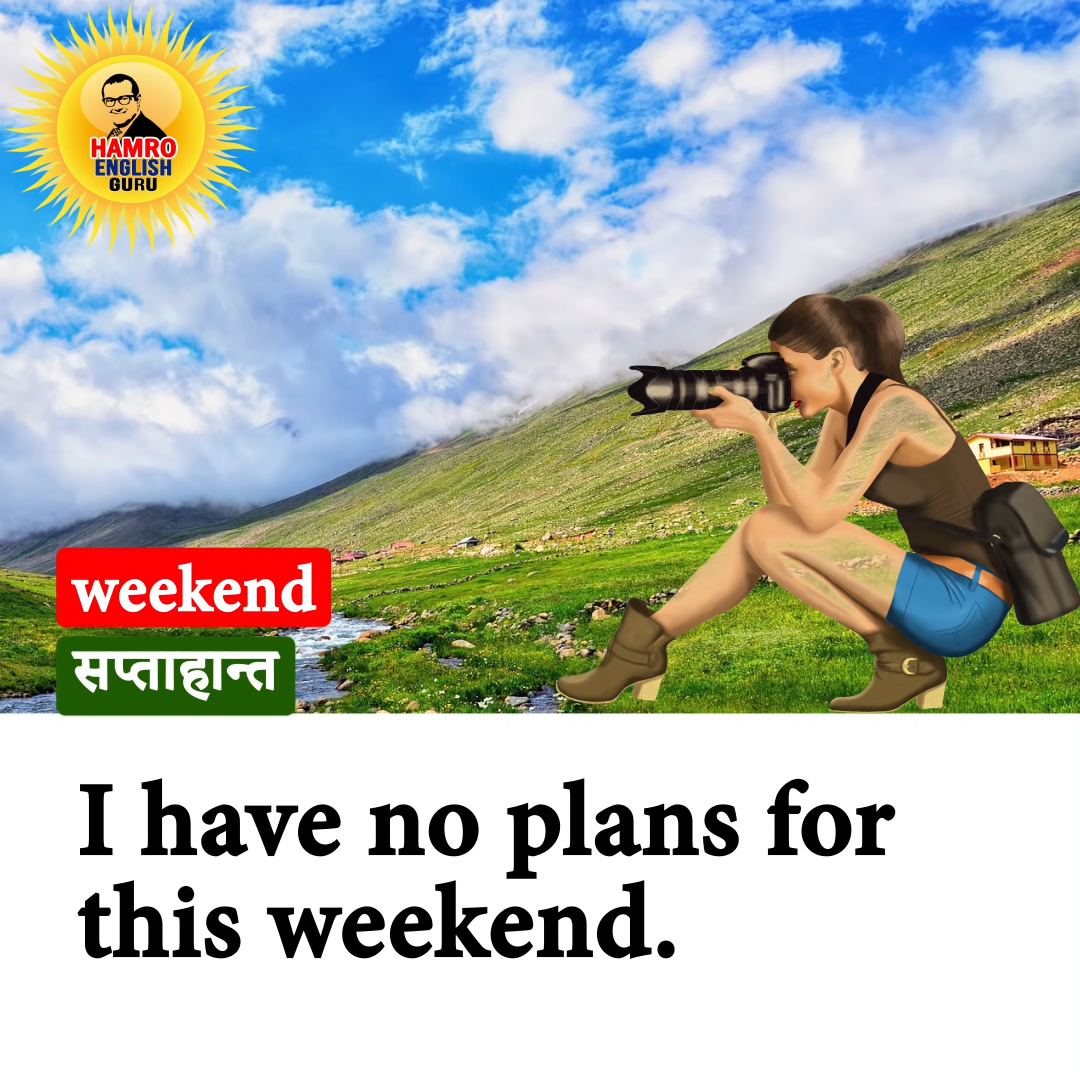 HAMRO
ENGLISH
GURU
weekend
सप्ताहान्त
I have no plans for
this weekend.